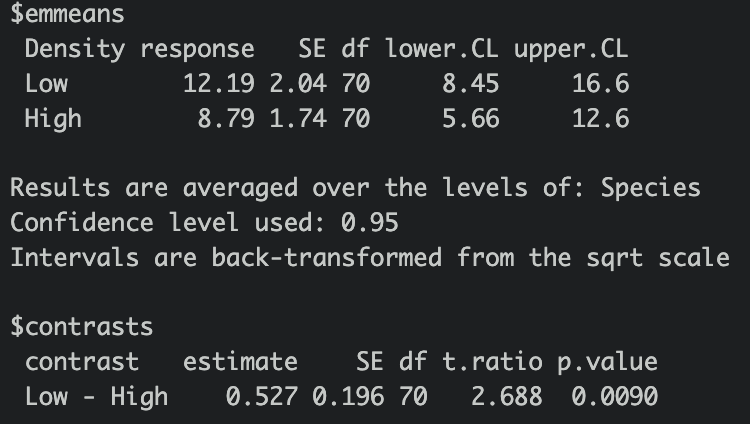 $emmeans
 Density response   SE df lower.CL upper.CL
 Low        12.19 2.04 70     8.45     16.6
 High        8.79 1.74 70     5.66     12.6

Results are averaged over the levels of: Species
Confidence level used: 0.95
Intervals are back-transformed from the sqrt scale

$contrasts
 contrast   estimate    SE df t.ratio p.value
 Low - High    0.527 0.196 70   2.688  0.0090